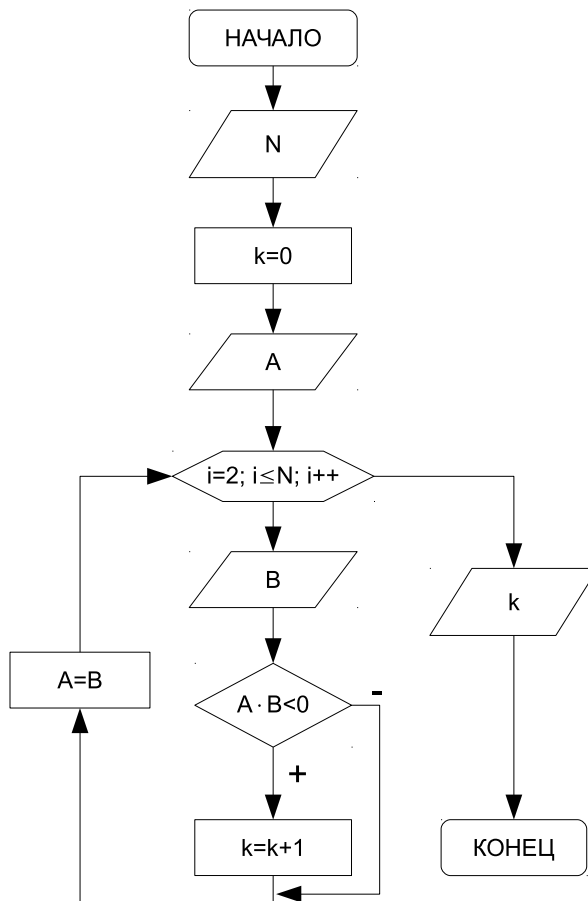 НАЧАЛО
N
k=0
A
i=2; i≤N; i++
B
k
A=B
A · B<0
-
+
k=k+1
КОНЕЦ